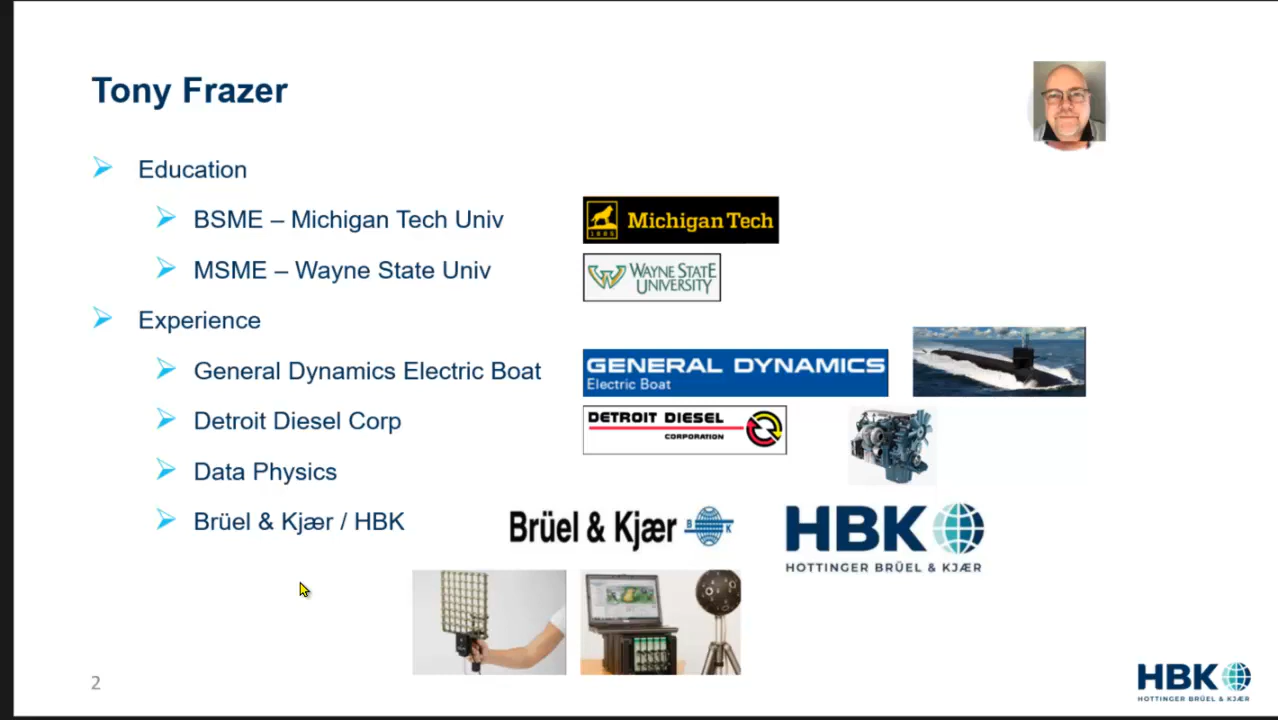 Tony Frazer
Education
BSME – Michigan Tech Univ
1885 Michigan Tech
MSME – Wayne State Univ
WAYNE STATE
UNIVERSITY
Experience
General Dynamics Electric Boat
GENERAL DYNAMICS
Electric Boat
Detroit Diesel Corp
DETROIT DIESEL
CORPORATION
Data Physics
Brüel & Kjær / HBK
Brüel & Kjær B K
HBK
HOTTINGER BRÜEL & KJÆR
2
HBK
HOTTINGER BRÜEL & KJÆR